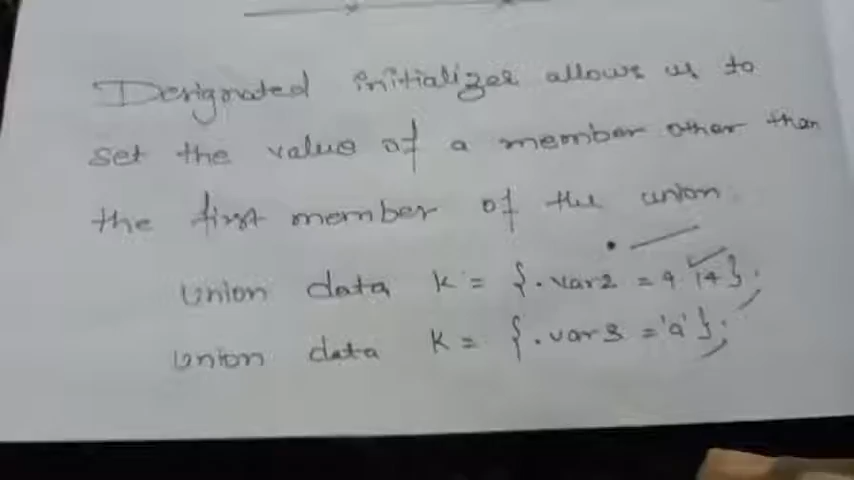 Designated initializer allows us to
set the value of a member other than
the first member of the union.
union data k = {.var2 = 9.14};
union data k = {.var3 = 'a'};